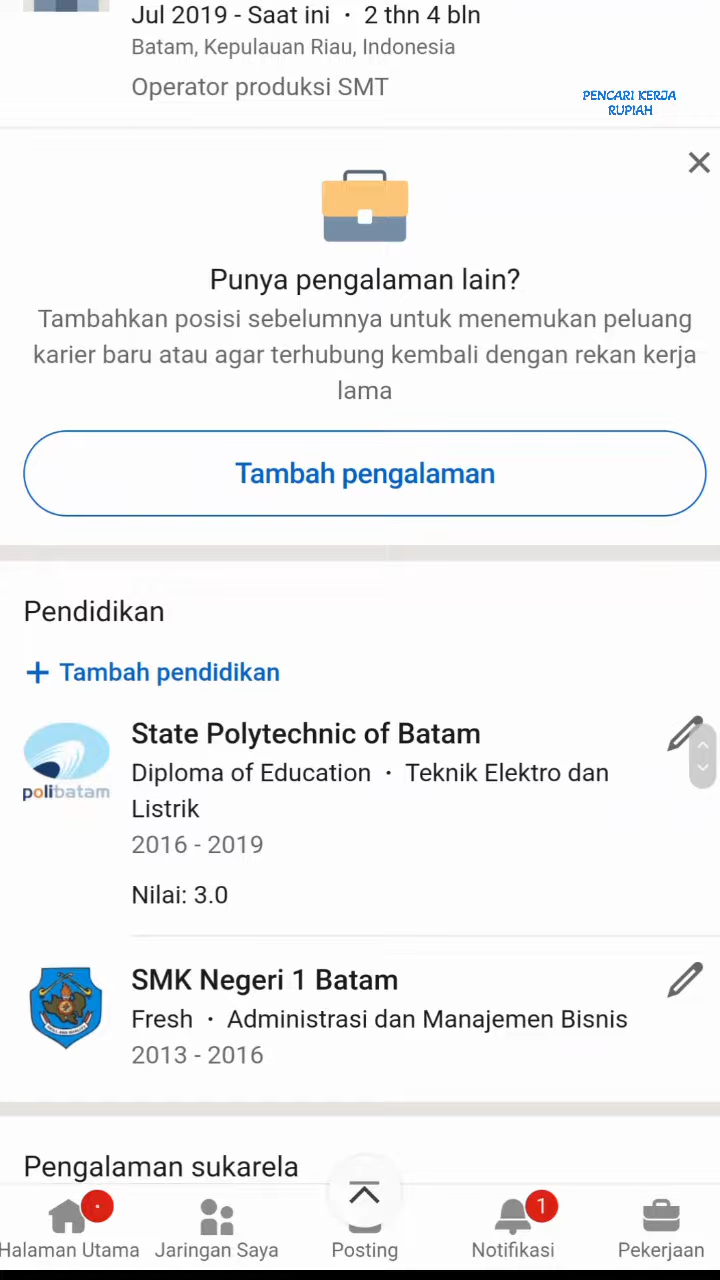 Jul 2019 - Saat ini · 2 thn 4 bln
Batam, Kepulauan Riau, Indonesia
Operator produksi SMT
PENCARI KERJA
RUPIAH
Punya pengalaman lain?
Tambahkan posisi sebelumnya untuk menemukan peluang
karier baru atau agar terhubung kembali dengan rekan kerja
lama
Tambah pengalaman
Pendidikan
+ Tambah pendidikan
polibatam
State Polytechnic of Batam
Diploma of Education · Teknik Elektro dan
Listrik
2016 - 2019
Nilai: 3.0
SMK Negeri 1 Batam
Fresh · Administrasi dan Manajemen Bisnis
2013 - 2016
Pengalaman sukarela
1
Halaman Utama
Jaringan Saya
Posting
Notifikasi
Pekerjaan